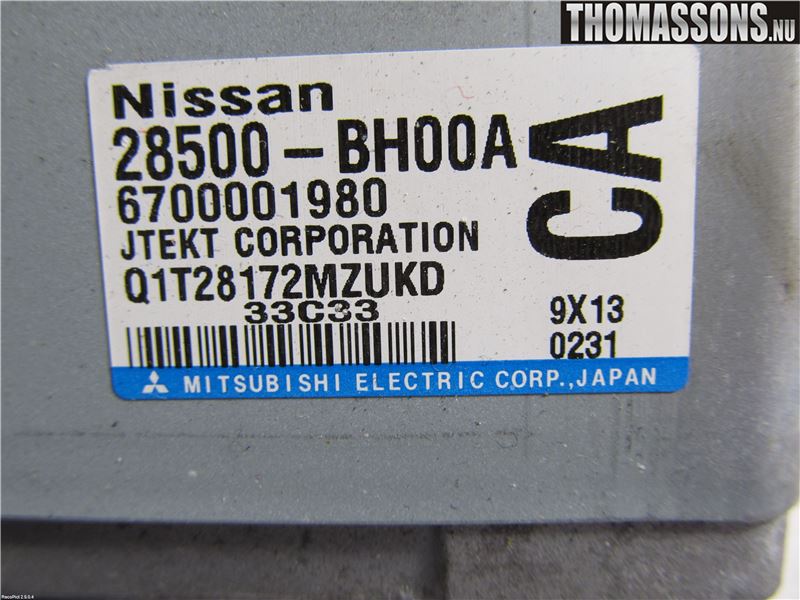 THOMASSONS.NU
Nissan
28500-BH00A
CA
6700001980
JTEKT CORPORATION
Q1T28172MZUKD
33C33
9X13
0231
MITSUBISHI ELECTRIC CORP.,JAPAN